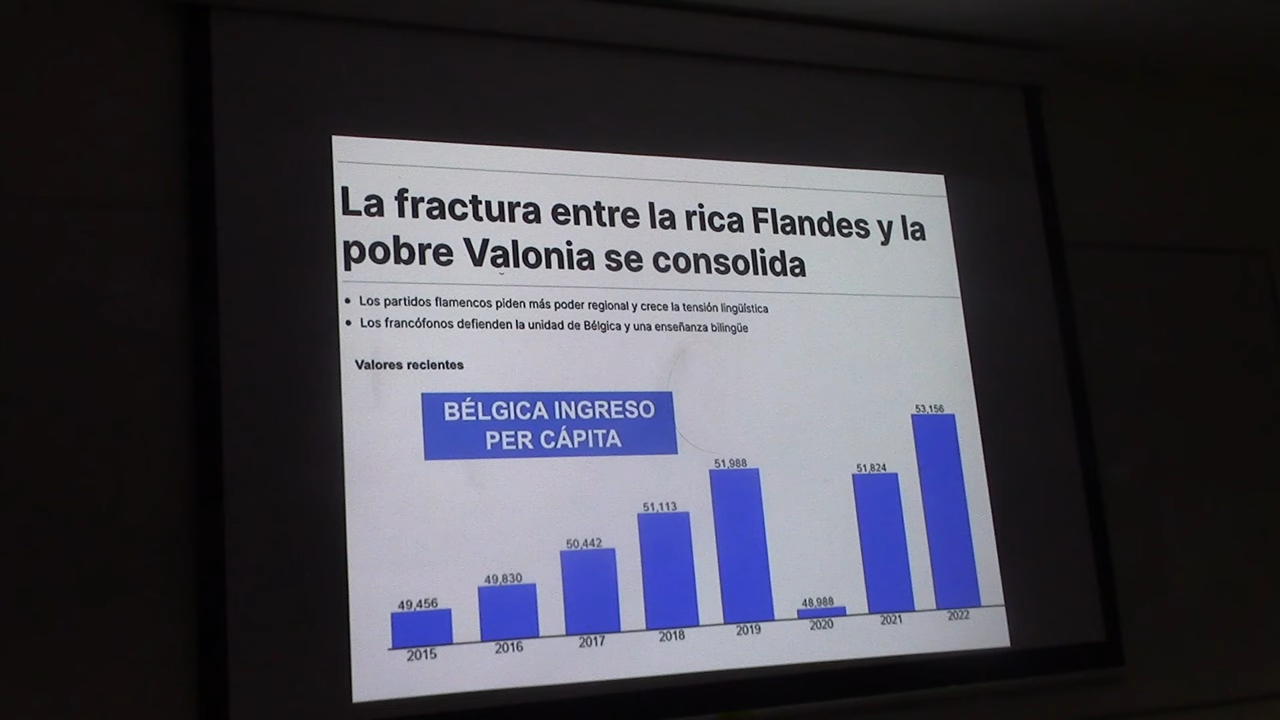 La fractura entre la rica Flandes y la
pobre Valonia se consolida
• Los partidos flamencos piden más poder regional y crece la tensión lingüística
• Los francófonos defienden la unidad de Bélgica y una enseñanza bilingüe
Valores recientes
BÉLGICA INGRESO
PER CÁPITA
49,456
49,830
50,442
51,113
51,988
48,988
51,824
53,156
2015
2016
2017
2018
2019
2020
2021
2022